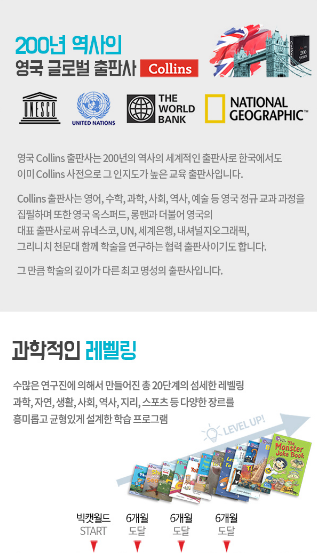 200년 역사의
영국 글로벌 출판사 Collins
UNESCO
UNITED NATIONS
THE
WORLD
BANK
NATIONAL
GEOGRAPHIC™
영국 Collins 출판사는 200년의 역사의 세계적인 출판사로 한국에서도
이미 Collins 사전으로 그 인지도가 높은 교육 출판사입니다.
Collins 출판사는 영어, 수학, 과학, 사회, 역사, 예술 등 영국 정규 교과 과정을
집필하며 또한 영국 옥스퍼드, 롱맨과 더불어 영국의
대표 출판사로써 유네스코, UN, 세계은행, 내셔널지오그래픽,
그리니치 천문대 함께 학술을 연구하는 협력 출판사이기도 합니다.
그 만큼 학술의 깊이가 다른 최고 명성의 출판사입니다.
과학적인 레벨링
수많은 연구진에 의해서 만들어진 총 20단계의 섬세한 레벨링
과학, 자연, 생활, 사회, 역사, 지리, 스포츠 등 다양한 장르를
흥미롭고 균형있게 설계한 학습 프로그램
LEVEL UP!
The
Monster
Joke Book
빅캣월드 6개월 6개월 6개월
START 도달 도달 도달